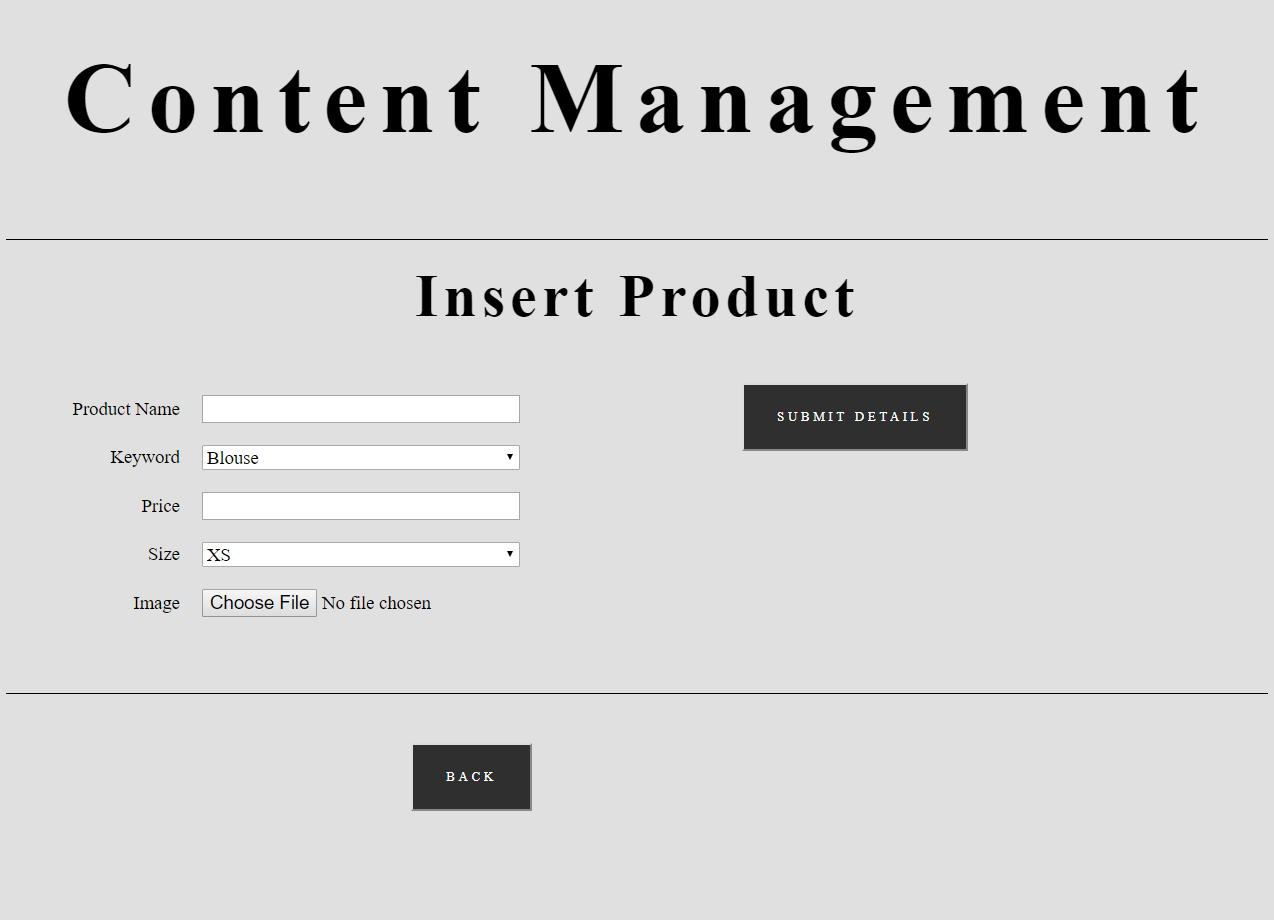 Content Management
Insert Product
Product Name
SUBMIT DETAILS
Keyword Blouse
Price
Size XS
Image Choose File No file chosen
BACK